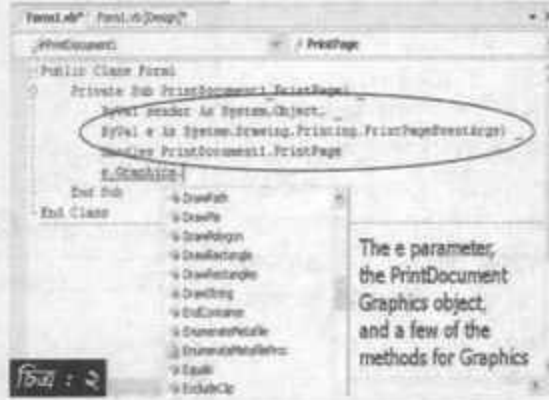 Form1.vb* Form1.vb [Design]*
PrintDocument1 PrintPage
Public Class Form1
Private Sub PrintDocument1_PrintPage( _
ByVal sender As System.Object, _
ByVal e As System.Drawing.Printing.PrintPageEventArgs) _
Handles PrintDocument1.PrintPage
e.Graphics.
End Sub
End Class
DrawPath
DrawPie
DrawPolygon
DrawRectangle
DrawRectangles
DrawString
EndContainer
EnumerateMetafile
EnumerateMetafileProc
Equals
ExcludeClip
The e parameter,
the PrintDocument
Graphics object,
and a few of the
methods for Graphics
চিত্র : ২